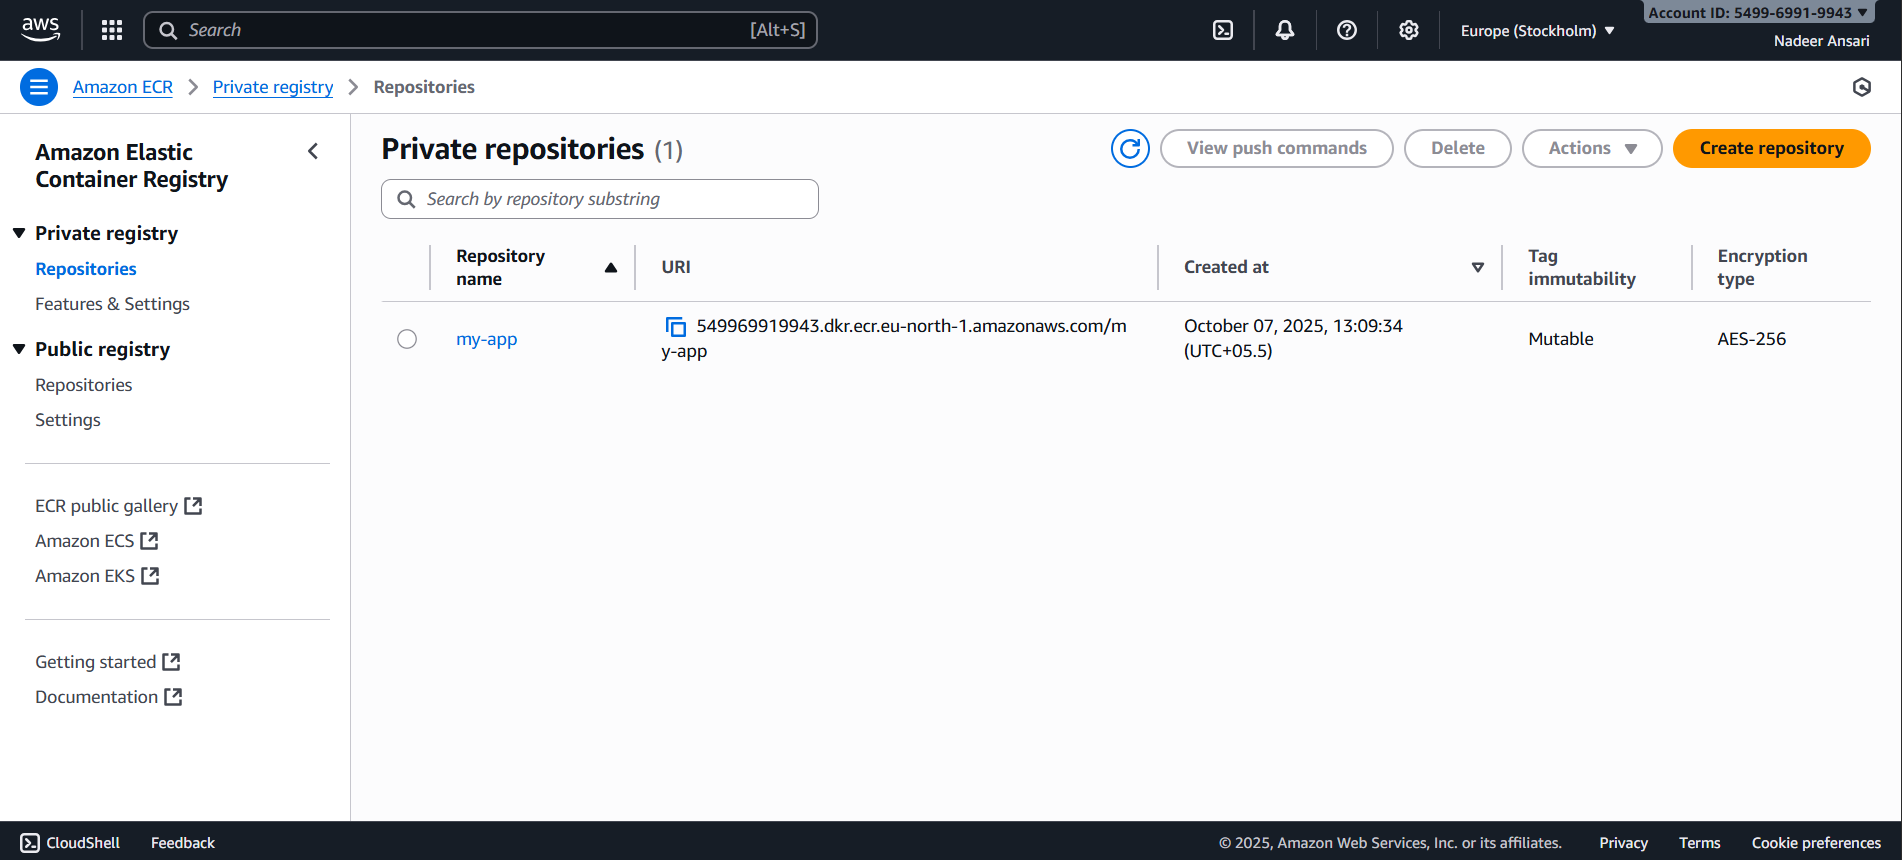 aws
Search
[Alt+S]
Europe (Stockholm)
Account ID: 5499-6991-9943
Nadeer Ansari
Amazon ECR
Private registry
Repositories
Amazon Elastic
Container Registry
Private registry
Repositories
Features & Settings
Public registry
Repositories
Settings
ECR public gallery
Amazon ECS
Amazon EKS
Getting started
Documentation
Private repositories (1)
View push commands
Delete
Actions
Create repository
Search by repository substring
Repository
name
URI
Created at
Tag
immutability
Encryption
type
my-app
549969919943.dkr.ecr.eu-north-1.amazonaws.com/m
y-app
October 07, 2025, 13:09:34
(UTC+05.5)
Mutable
AES-256
CloudShell
Feedback
© 2025, Amazon Web Services, Inc. or its affiliates.
Privacy
Terms
Cookie preferences